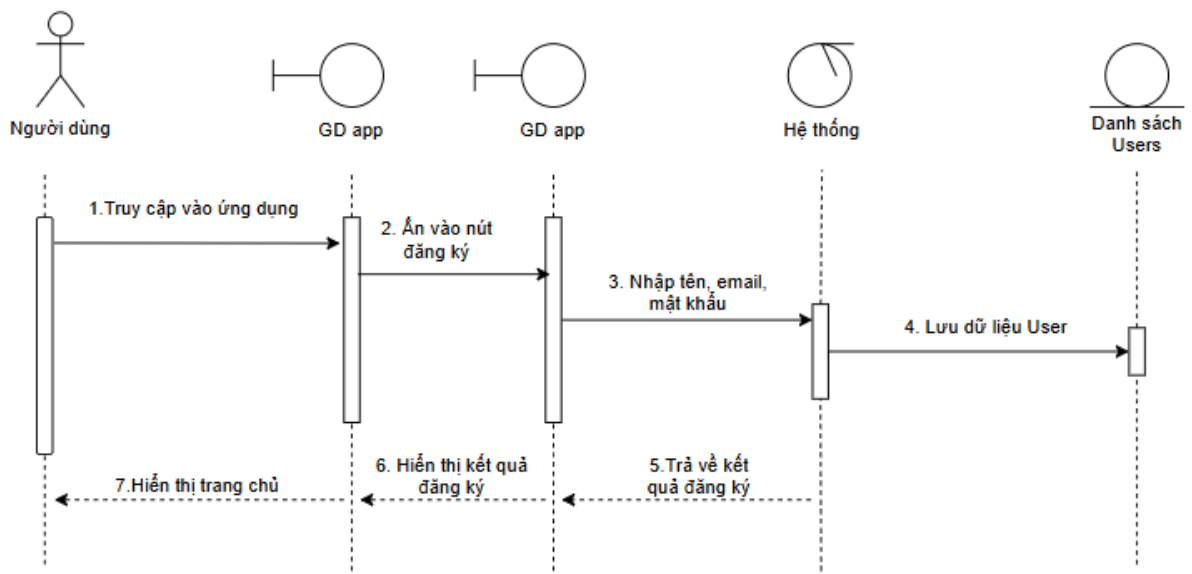 Người dùng
GD app
GD app
Hệ thống
Danh sách
Users
1.Truy cập vào ứng dụng
2. Ấn vào nút
đăng ký
3. Nhập tên, email,
mật khẩu
4. Lưu dữ liệu User
5.Trả về kết
quả đăng ký
6. Hiển thị kết quả
đăng ký
7.Hiển thị trang chủ